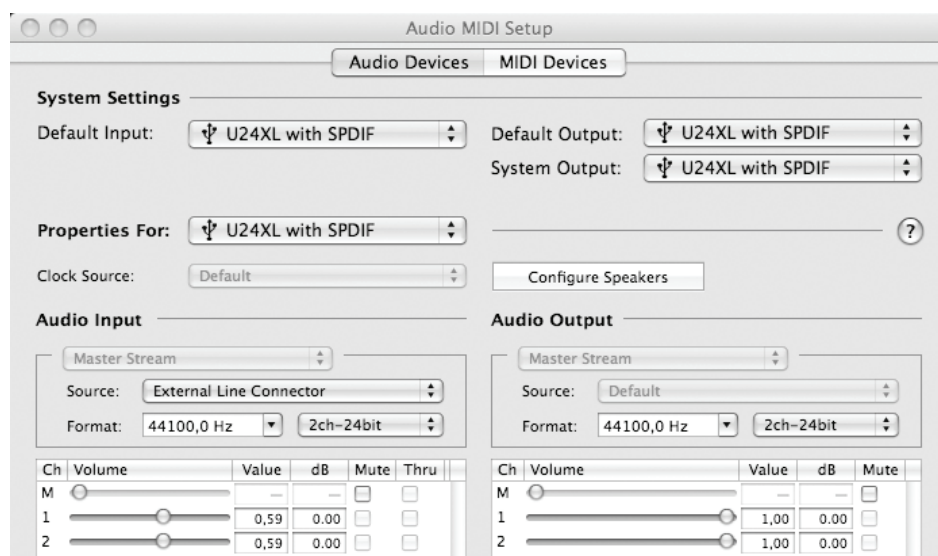 Audio MIDI Setup
Audio Devices MIDI Devices
System Settings
Default Input: U24XL with SPDIF Default Output: U24XL with SPDIF
System Output: U24XL with SPDIF
Properties For: U24XL with SPDIF ?
Clock Source: Default Configure Speakers
Audio Input Audio Output
Master Stream Master Stream
Source: External Line Connector Source: Default
Format: 44100,0 Hz 2ch-24bit Format: 44100,0 Hz 2ch-24bit
Ch Volume Value dB Mute Thru Ch Volume Value dB Mute
M — — M — —
1 0,59 0.00 1 1,00 0.00
2 0,59 0.00 2 1,00 0.00